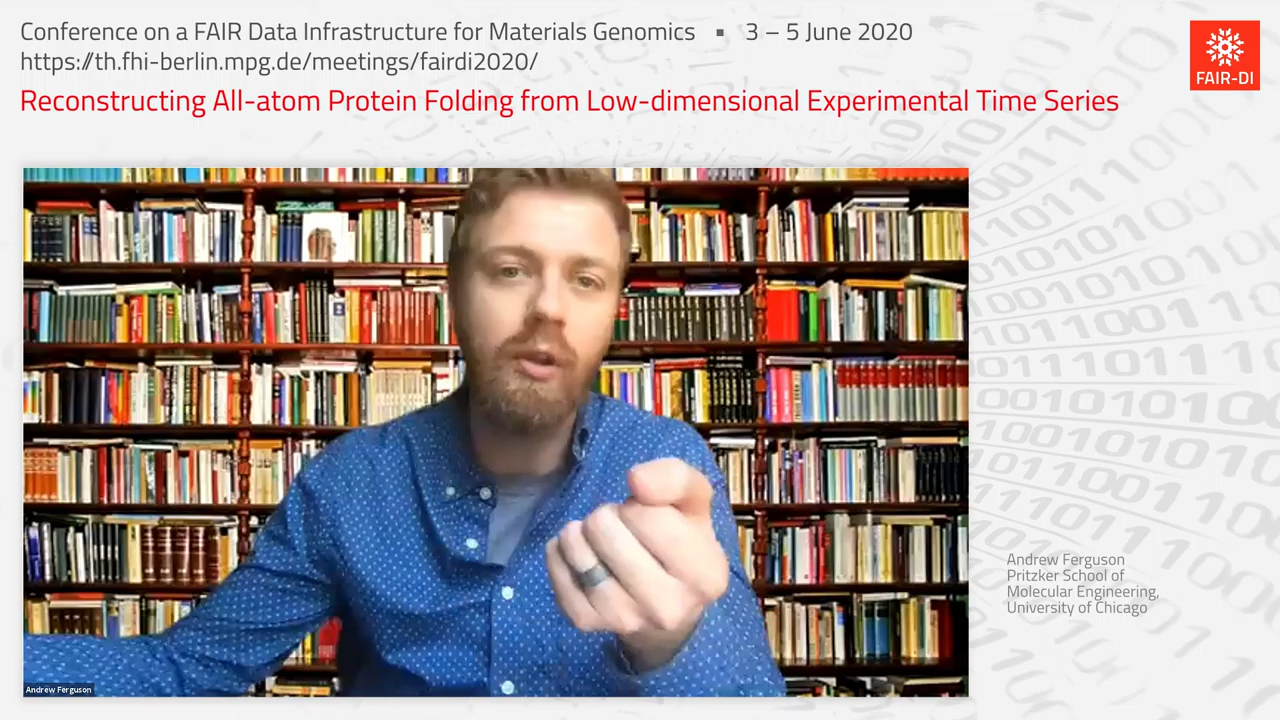 Conference on a FAIR Data Infrastructure for Materials Genomics ▪ 3 – 5 June 2020
https://th.fhi-berlin.mpg.de/meetings/fairdi2020/
FAIR-DI
Reconstructing All-atom Protein Folding from Low-dimensional Experimental Time Series
Andrew Ferguson
Pritzker School of
Molecular Engineering,
University of Chicago
Andrew Ferguson